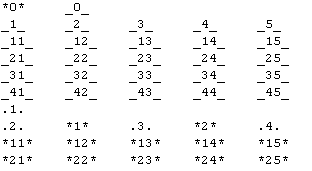 *0* _0_
_1_ _2_ _3_ _4_ _5_
_11_ _12_ _13_ _14_ _15_
_21_ _22_ _23_ _24_ _25_
_31_ _32_ _33_ _34_ _35_
_41_ _42_ _43_ _44_ _45_
.1.
.2. *1* .3. *2* .4.
*11* *12* *13* *14* *15*
*21* *22* *23* *24* *25*